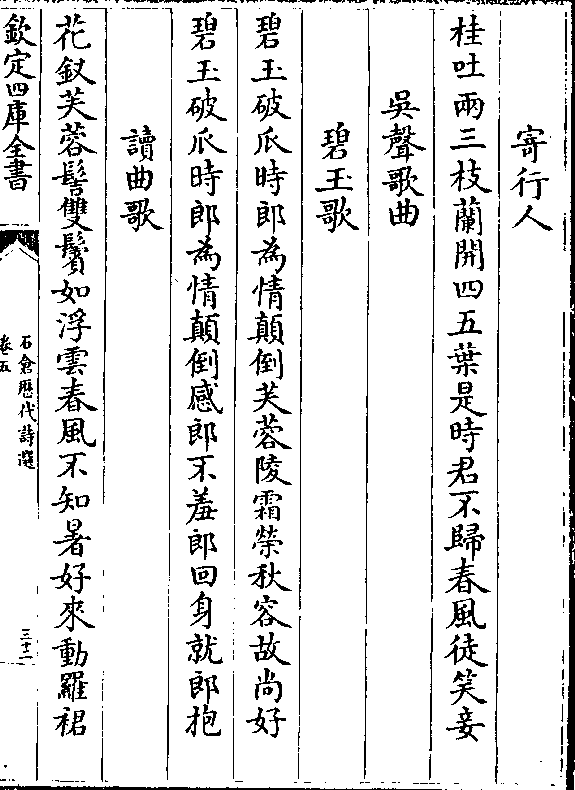 寄行人
桂吐兩三枝蘭開四五葉是時君不歸春風徒笑妾
吳聲歌曲
碧玉歌
碧玉破瓜時郎為情顛倒芙蓉陵霜榮秋容故尚好
碧玉破瓜時郎為情顛倒感郎不羞郎回身就郎抱
讀曲歌
花釵芙蓉髻雙鬢如浮雲春風不知暑好來動羅裙
欽定四庫全書
石倉歷代詩選
卷五
三十二